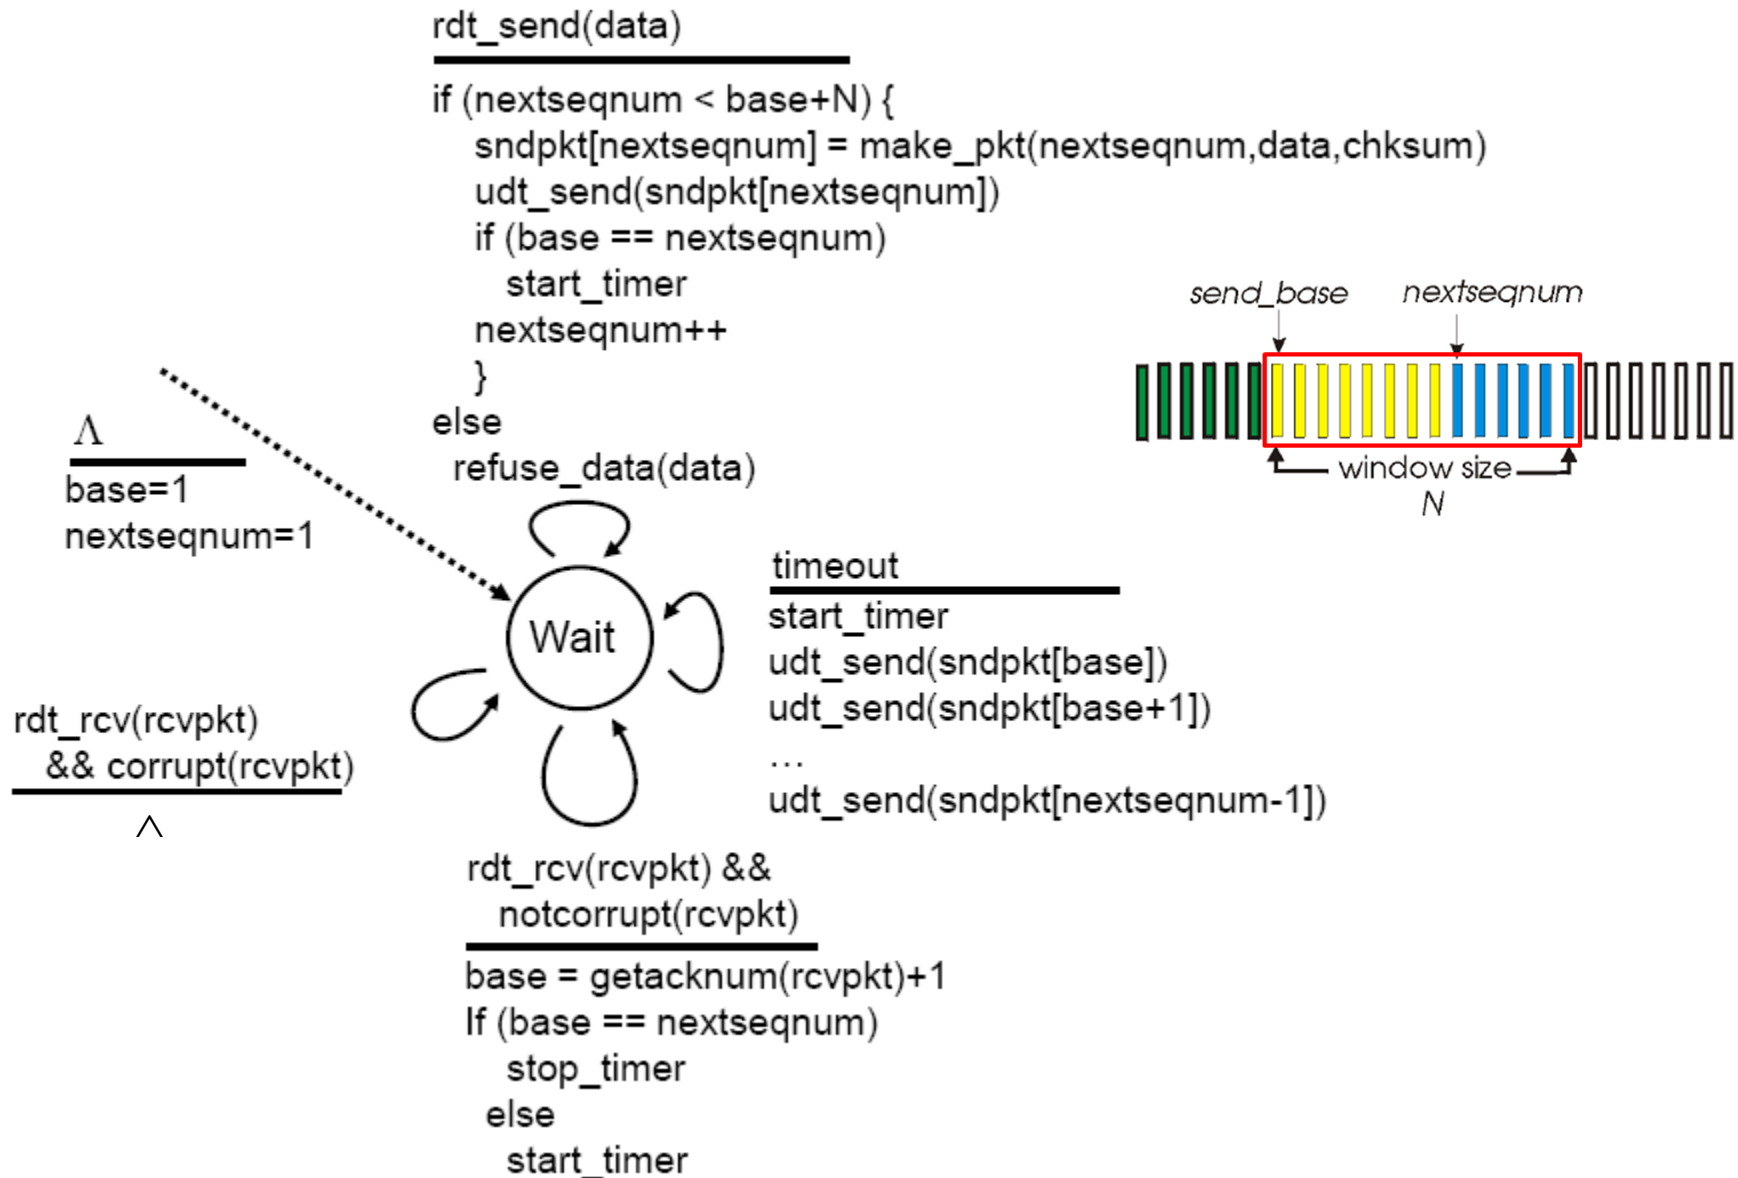 rdt_send(data)
if (nextseqnum < base+N) {
sndpkt[nextseqnum] = make_pkt(nextseqnum,data,chksum)
udt_send(sndpkt[nextseqnum])
if (base == nextseqnum)
start_timer
nextseqnum++
}
else
refuse_data(data)
Λ
base=1
nextseqnum=1
send_base
nextseqnum
window size
N
Wait
timeout
start_timer
udt_send(sndpkt[base])
udt_send(sndpkt[base+1])
…
udt_send(sndpkt[nextseqnum-1])
rdt_rcv(rcvpkt)
&& corrupt(rcvpkt)
Λ
rdt_rcv(rcvpkt) &&
notcorrupt(rcvpkt)
base = getacknum(rcvpkt)+1
If (base == nextseqnum)
stop_timer
else
start_timer